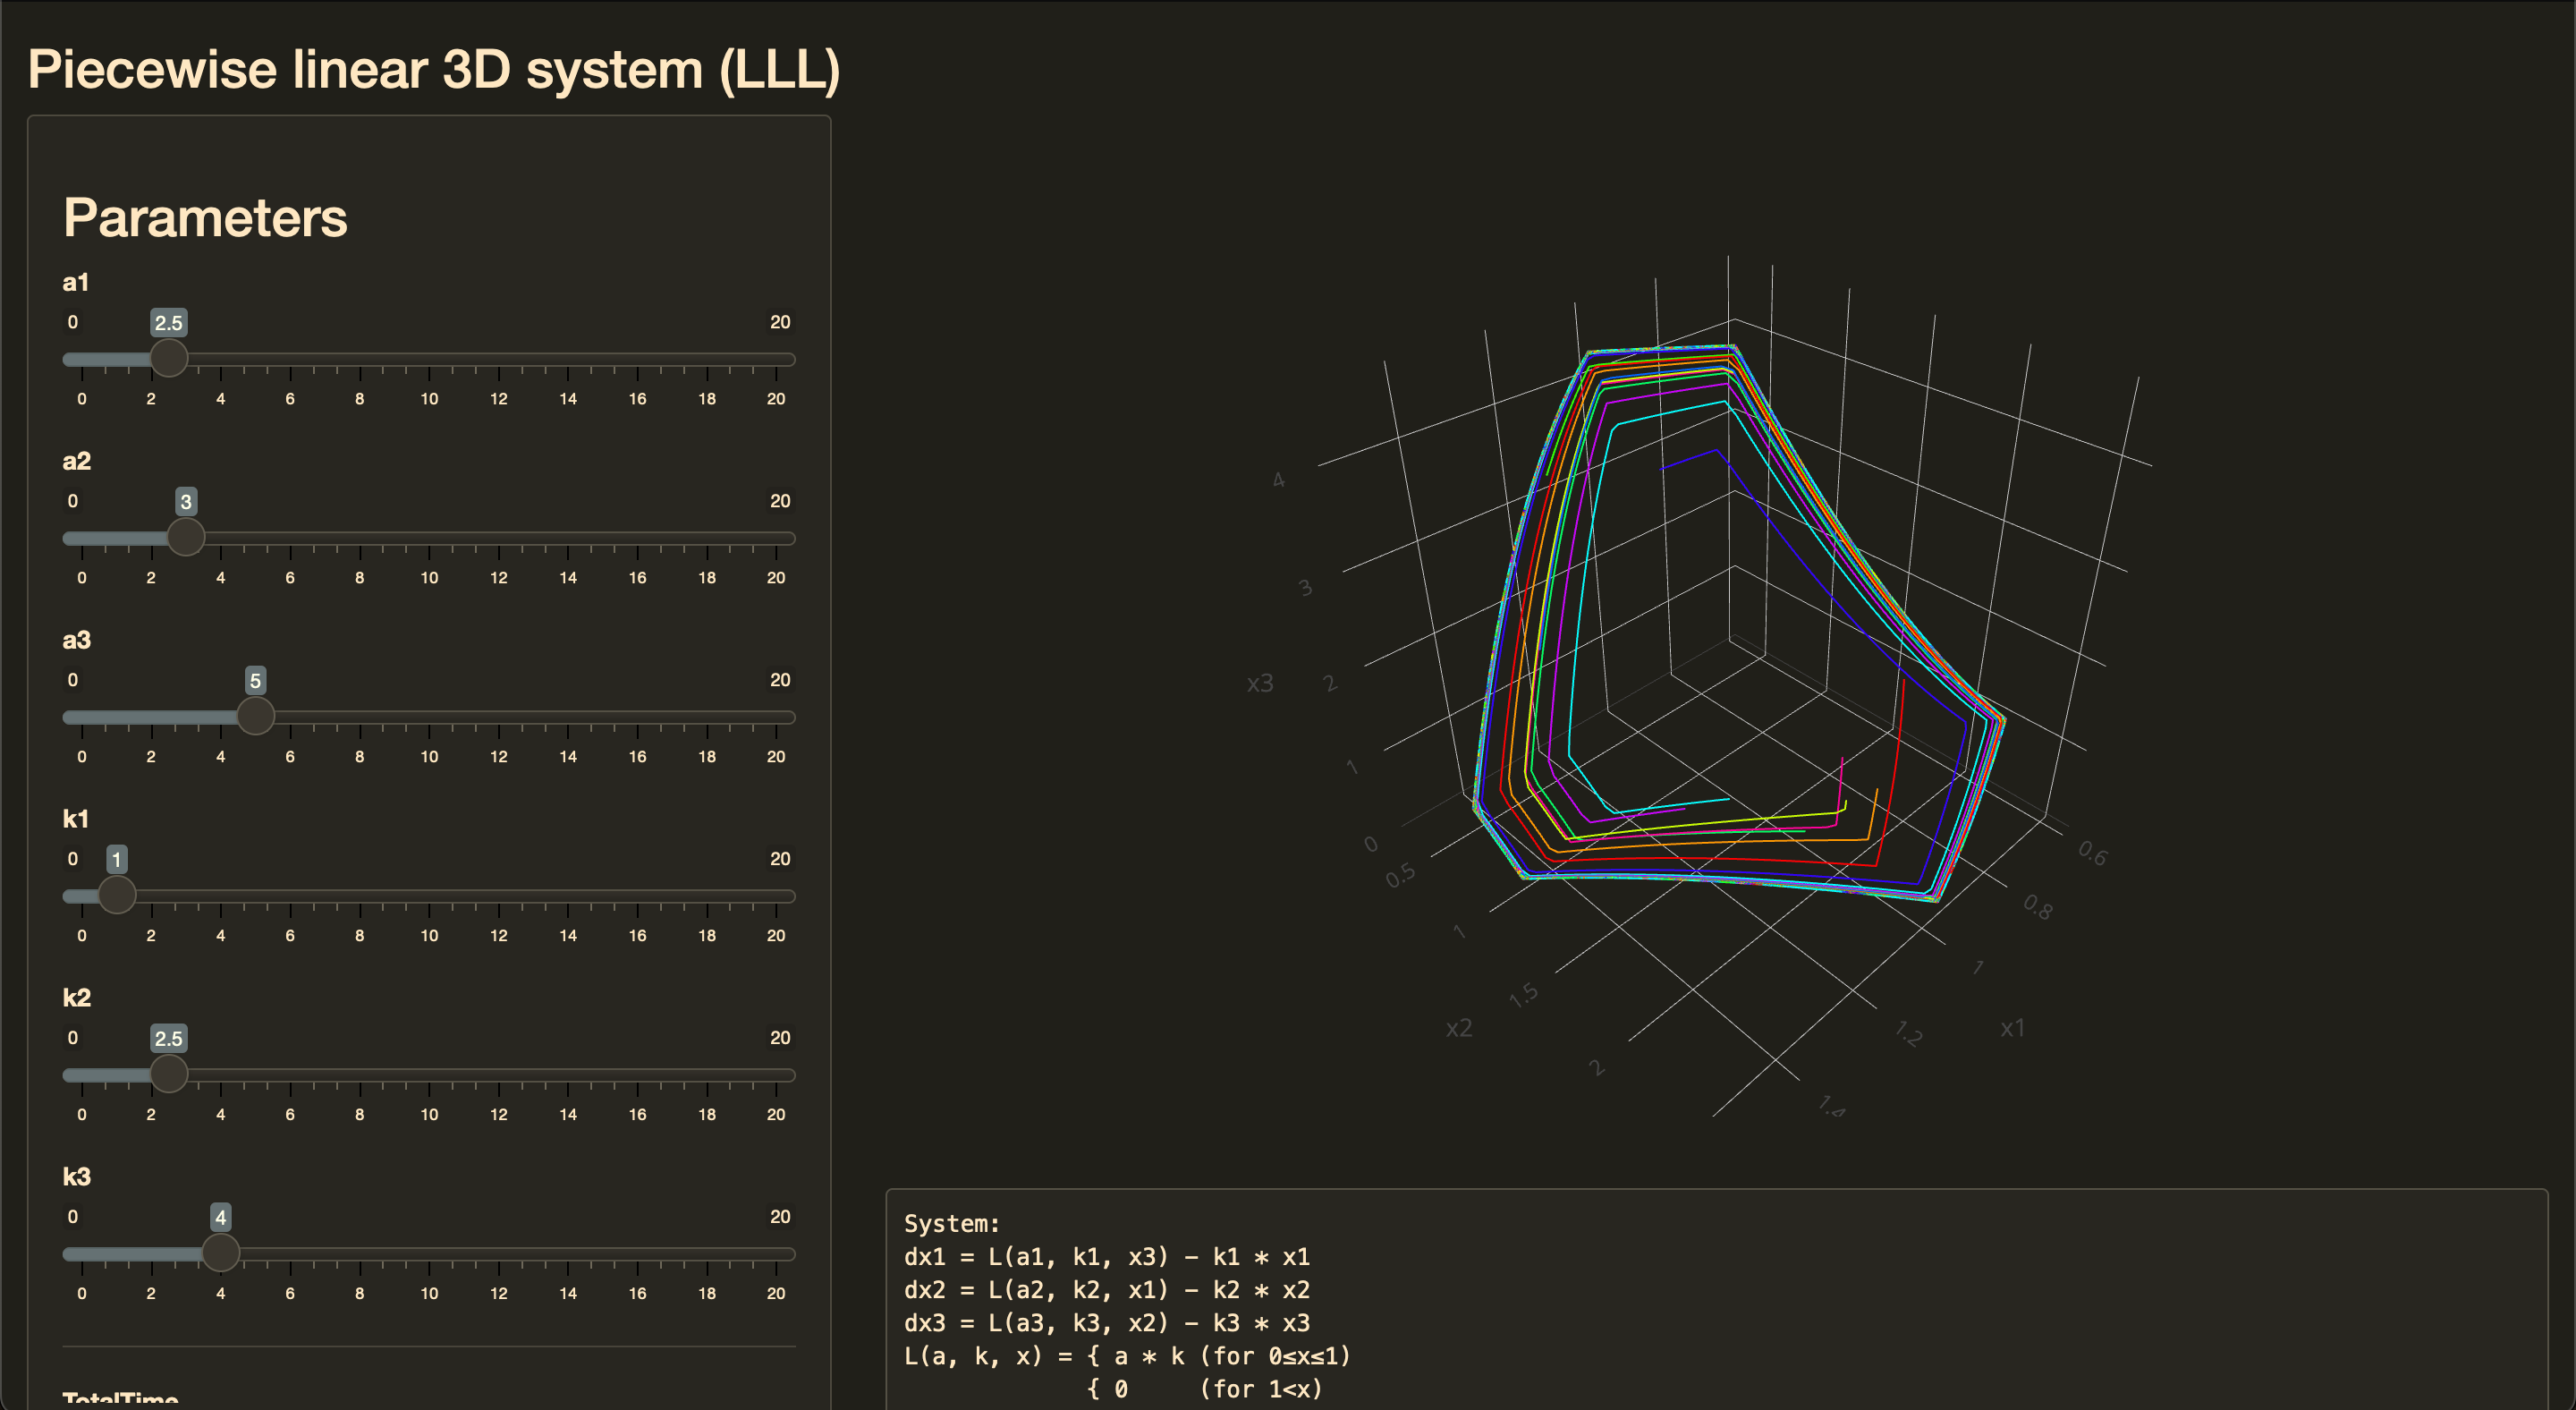 Piecewise linear 3D system (LLL)
Parameters
a1
0 2.5 20
0 2 4 6 8 10 12 14 16 18 20
a2
0 3 20
0 2 4 6 8 10 12 14 16 18 20
a3
0 5 20
0 2 4 6 8 10 12 14 16 18 20
k1
0 1 20
0 2 4 6 8 10 12 14 16 18 20
k2
0 2.5 20
0 2 4 6 8 10 12 14 16 18 20
k3
0 4 20
0 2 4 6 8 10 12 14 16 18 20
TotalTime
4
3
x3 2
1
0
0.5
1
1.5
x2
2
0.6
0.8
1
1.2
x1
1.4
System:
dx1 = L(a1, k1, x3) − k1 * x1
dx2 = L(a2, k2, x1) − k2 * x2
dx3 = L(a3, k3, x2) − k3 * x3
L(a, k, x) = { a * k (for 0≤x≤1)
{ 0 (for 1<x)